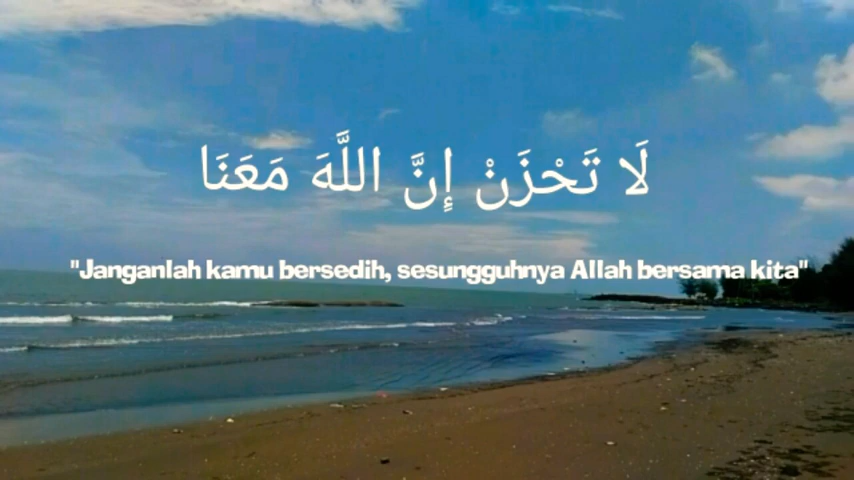 لَا تَحْزَنْ إِنَّ اللَّهَ مَعَنَا
"Janganlah kamu bersedih, sesungguhnya Allah bersama kita"